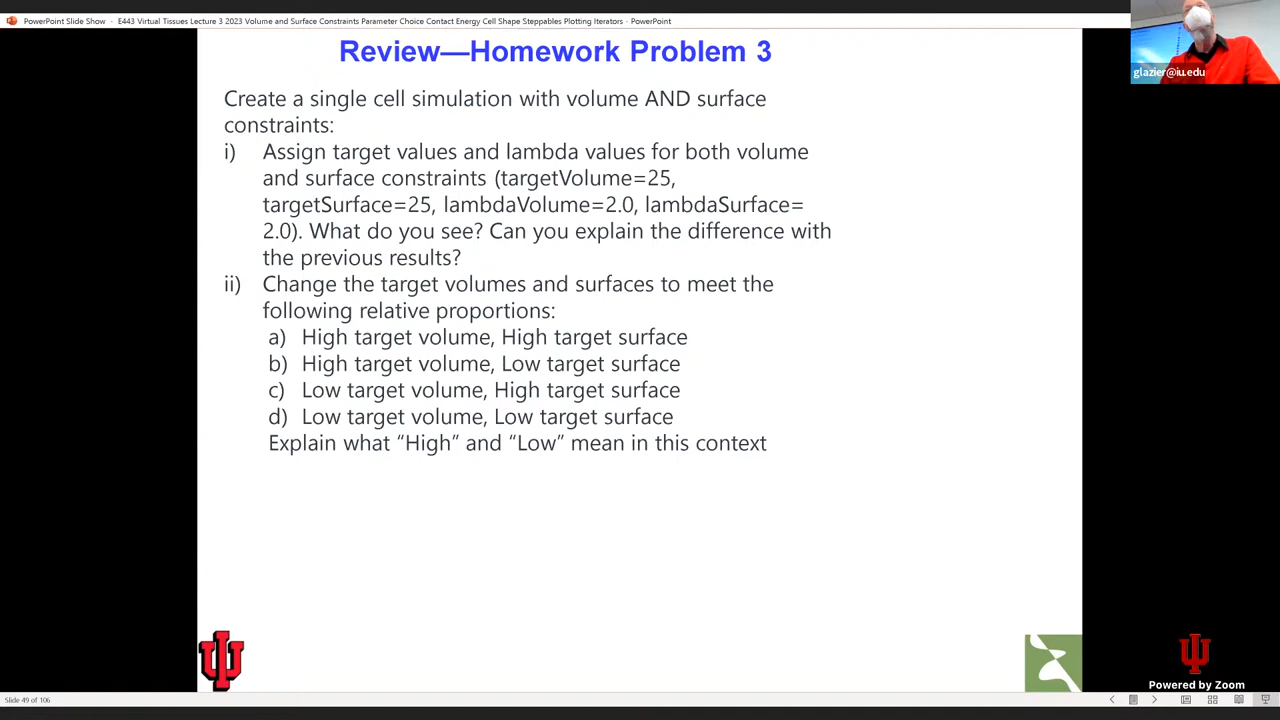 PowerPoint Slide Show - E443 Virtual Tissues Lecture 3 2023 Volume and Surface Constraints Parameter Choice Contact Energy Cell Shape Steppables Plotting Iterators - PowerPoint
glazier@iu.edu
Review—Homework Problem 3
Create a single cell simulation with volume AND surface
constraints:
i) Assign target values and lambda values for both volume
and surface constraints (targetVolume=25,
targetSurface=25, lambdaVolume=2.0, lambdaSurface=
2.0). What do you see? Can you explain the difference with
the previous results?
ii) Change the target volumes and surfaces to meet the
following relative proportions:
a) High target volume, High target surface
b) High target volume, Low target surface
c) Low target volume, High target surface
d) Low target volume, Low target surface
Explain what “High” and “Low” mean in this context
Powered by Zoom
Slide 49 of 106